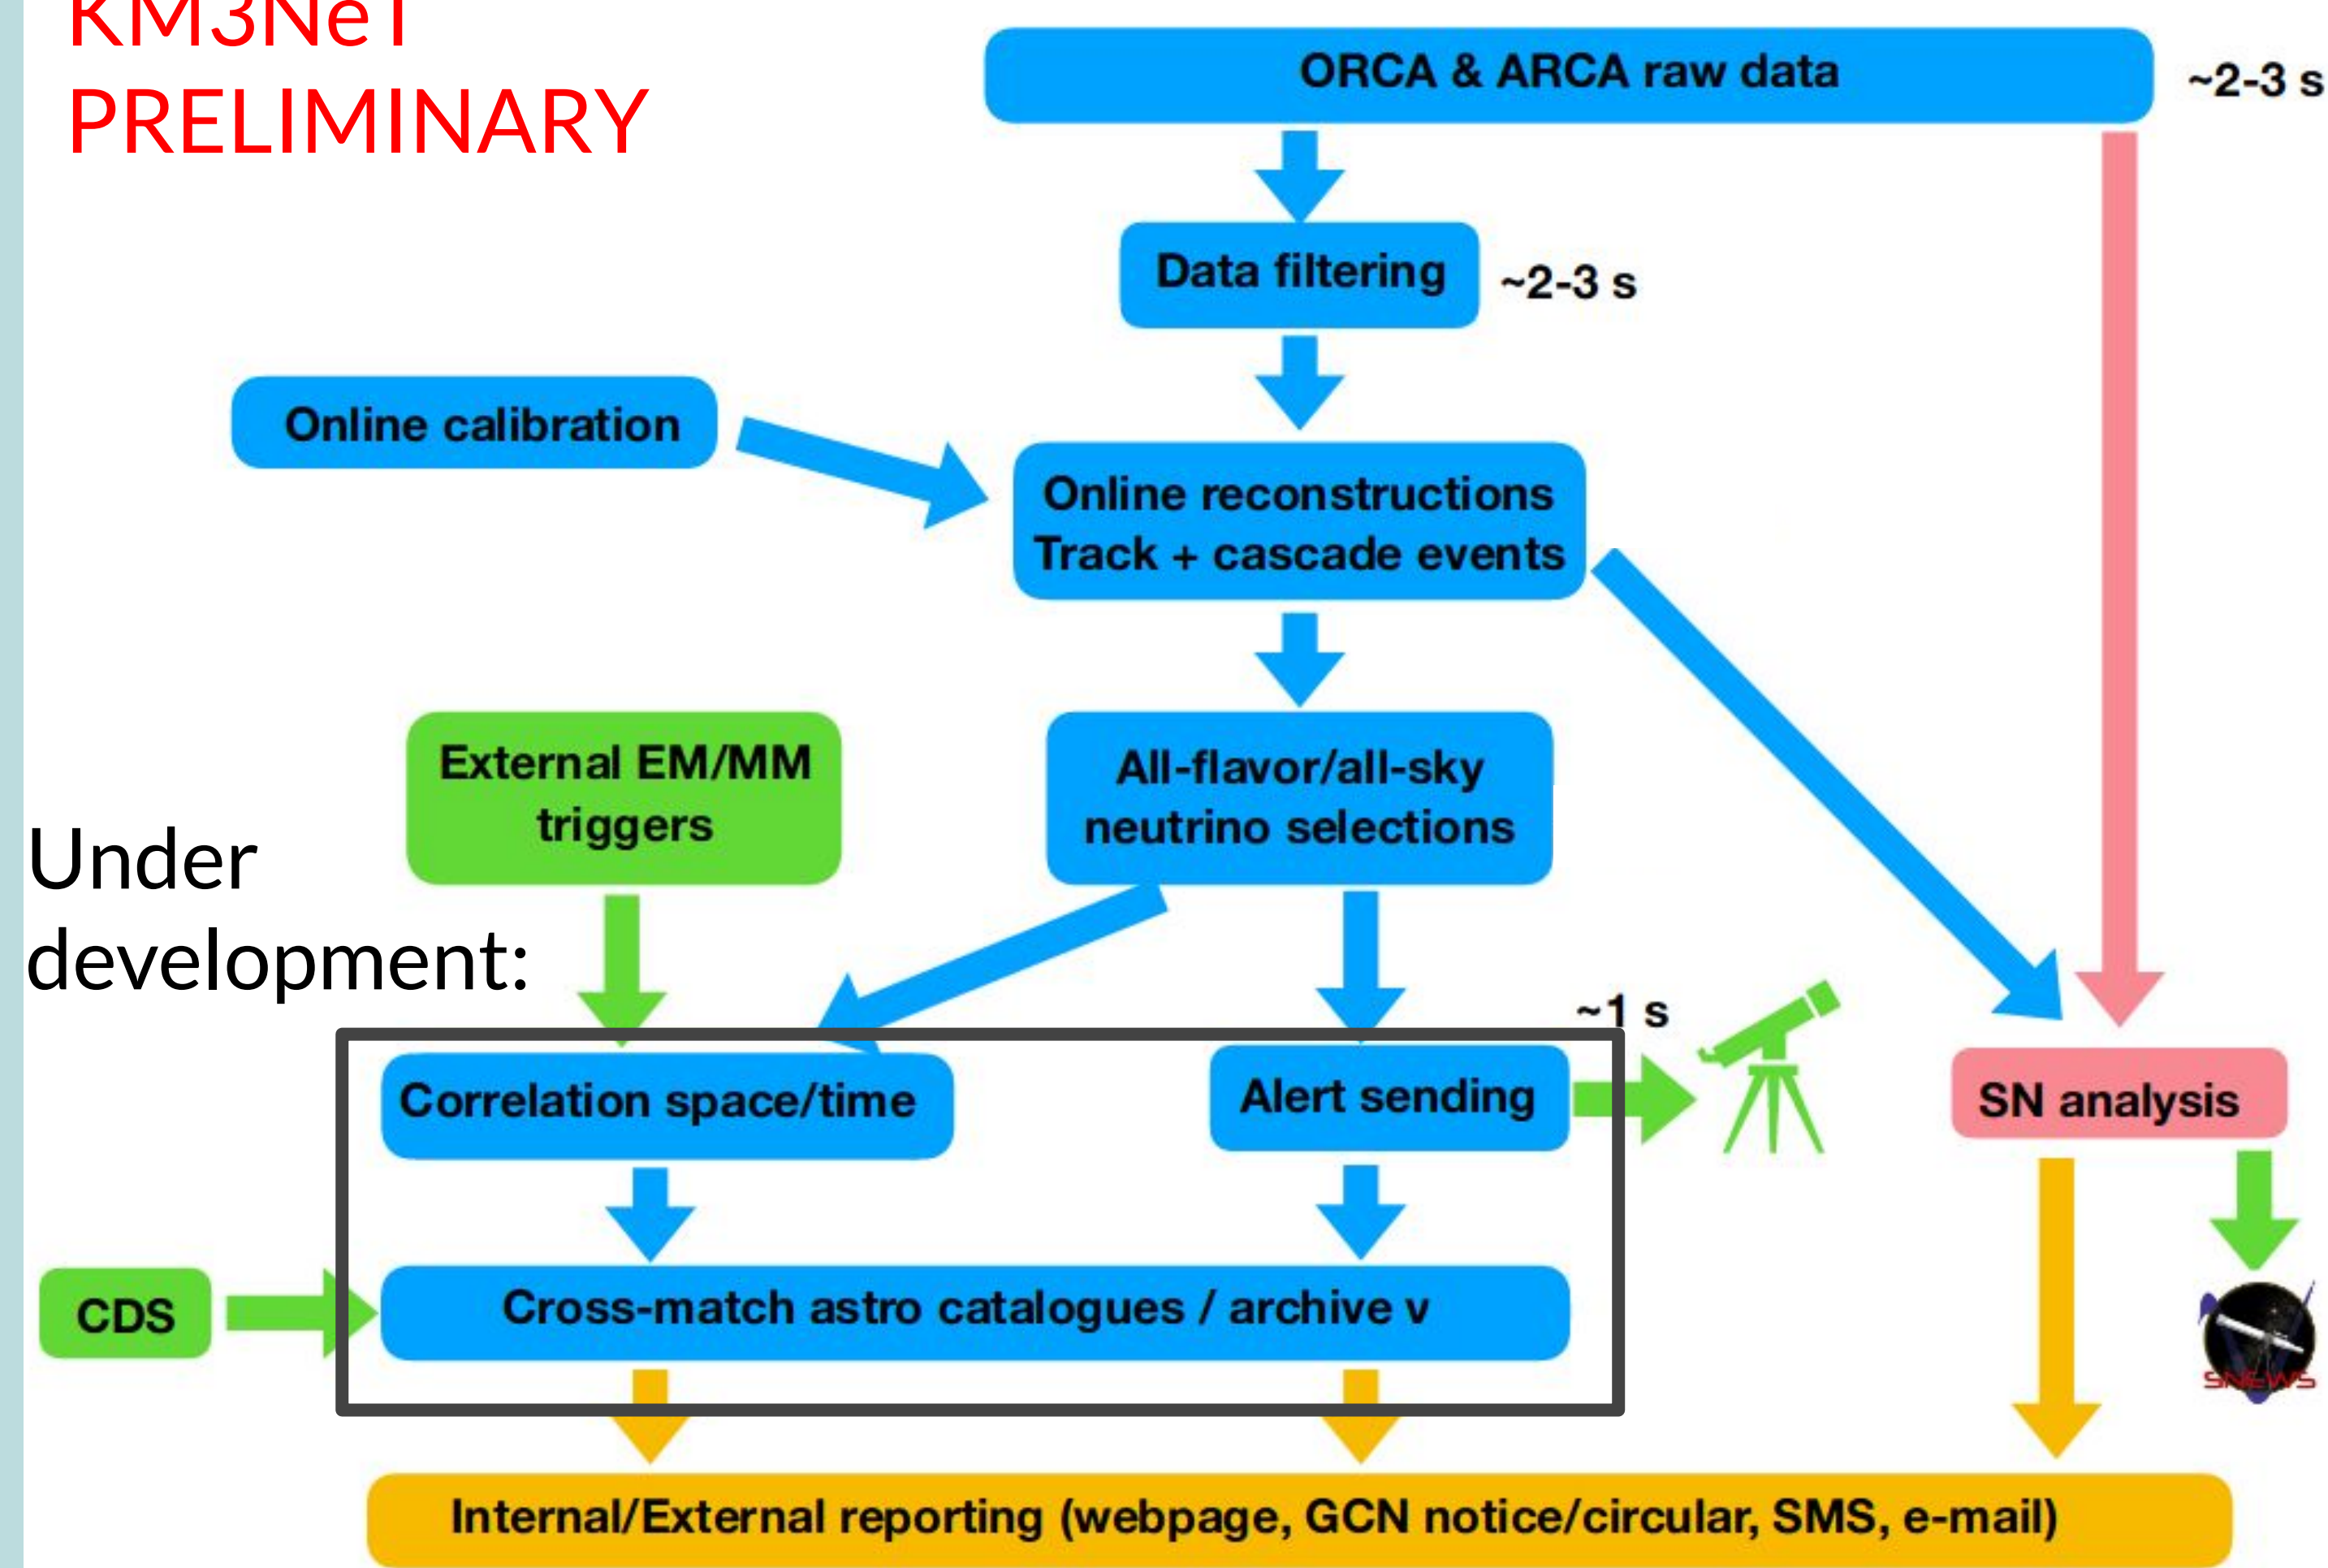 KM3NeT
PRELIMINARY
ORCA & ARCA raw data
~2-3 s
Data filtering
~2-3 s
Online calibration
Online reconstructions
Track + cascade events
External EM/MM
triggers
All-flavor/all-sky
neutrino selections
Under
development:
~1 s
Correlation space/time
Alert sending
SN analysis
CDS
Cross-match astro catalogues / archive ν
SNEWS
Internal/External reporting (webpage, GCN notice/circular, SMS, e-mail)